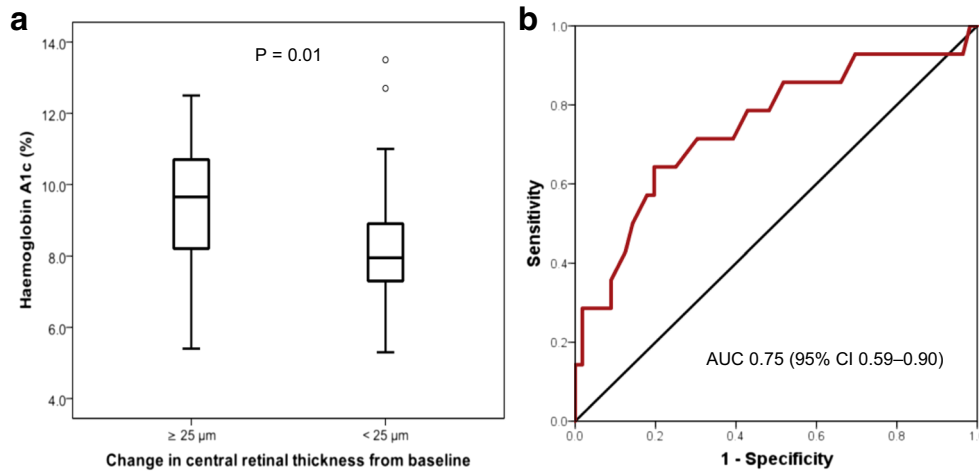 a
P = 0.01
Haemoglobin A1c (%)
14.0
12.0
10.0
8.0
6.0
4.0
≥ 25 µm
< 25 µm
Change in central retinal thickness from baseline
b
Sensitivity
1.0
0.8
0.6
0.4
0.2
0.0
AUC 0.75 (95% CI 0.59–0.90)
0.0
0.2
0.4
0.6
0.8
1.0
1 - Specificity